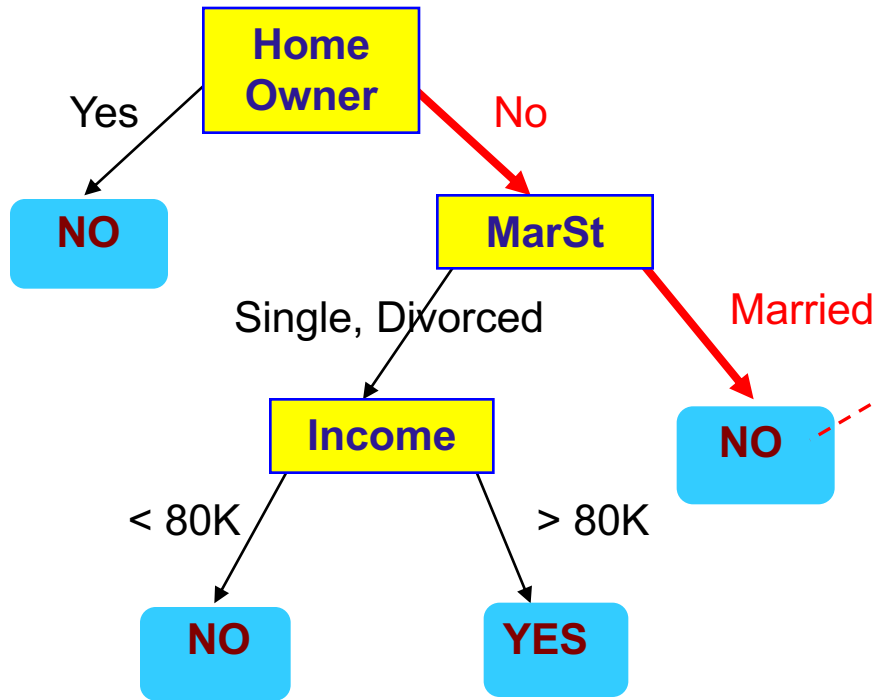 Home
Owner
Yes
No
NO
MarSt
Single, Divorced
Married
Income
NO
< 80K
> 80K
NO
YES